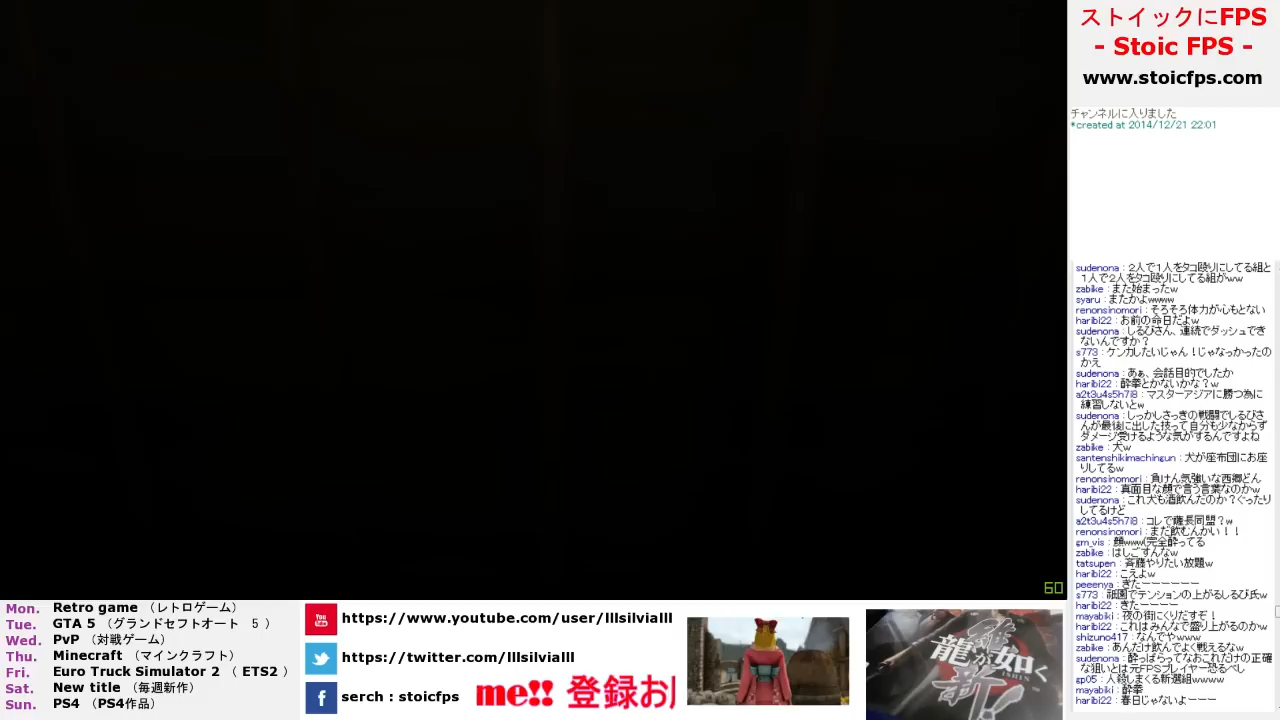 ストイックにFPS
- Stoic FPS -
www.stoicfps.com
チャンネルに入りました
*created at 2014/12/21 22:01
sudenona : 2人で1人をタコ殴りにしてる組と
1人で2人をタコ殴りにしてる組がww
zabike : また始まったw
syaru : またかよwwww
renonsinomori : そろそろ体力が心もとない
haribi22 : お前の命日だよw
sudenona : しるびさん、連続でダッシュでき
ないんですか？
s773 : ケンカしたいじゃん！じゃなっかったの
かえ
sudenona : あぁ、会話目的でしたか
haribi22 : 酔拳とかないかな？w
a2t3u4s5h7i8 : マスターアジアに勝つ為に
練習しないとw
sudenona : しっかしさっきの戦闘でしるびさ
んが最後に出した技って自分も少なからず
ダメージ受けるような気がするんですよね
zabike : 犬w
santenshikimachingun : 犬が座布団にお座
りしてるw
renonsinomori : 負けん気強いな西郷どん
haribi22 : 真面目な顔で言う言葉なのかw
sudenona : これ犬も酒飲んだのか？ぐったり
してるけど
a2t3u4s5h7i8 : コレで薩長同盟？w
renonsinomori : まだ飲むんかい！！
gm_vis : 顔www(完全酔ってる
zabike : はしごすんなw
tatsupen : 斉藤やりたい放題w
haribi22 : こえよw
peeenya : きたーーーーーー
s773 : 祇園でテンションの上がるしるび氏w
haribi22 : きたーーーー
mayabiki : 夜の街にくりだすぞ！
haribi22 : これはみんなで盛り上がるのかw
shizuno417 : なんでやwww
zabike : あんだけ飲んでよく戦えるなw
sudenona : 酔っぱらってなおこれだけの正確
な狙いとは元FPSプレイヤー恐るべし
gp05 : 人続しまくる新選組wwww
mayabiki : 酔拳
haribi22 : 春日じゃないよーーー
60
Mon. Retro game （レトロゲーム）
Tue. GTA 5 （グランドセフトオート 5 ）
Wed. PvP （対戦ゲーム）
Thu. Minecraft （マインクラフト）
Fri. Euro Truck Simulator 2 （ ETS2 ）
Sat. New title （毎週新作）
Sun. PS4 （PS4作品）
You
https://www.youtube.com/user/lllsilvialll
https://twitter.com/lllsilvialll
serch : stoicfps
me!! 登録お
龍が如く
維新
ISHIN